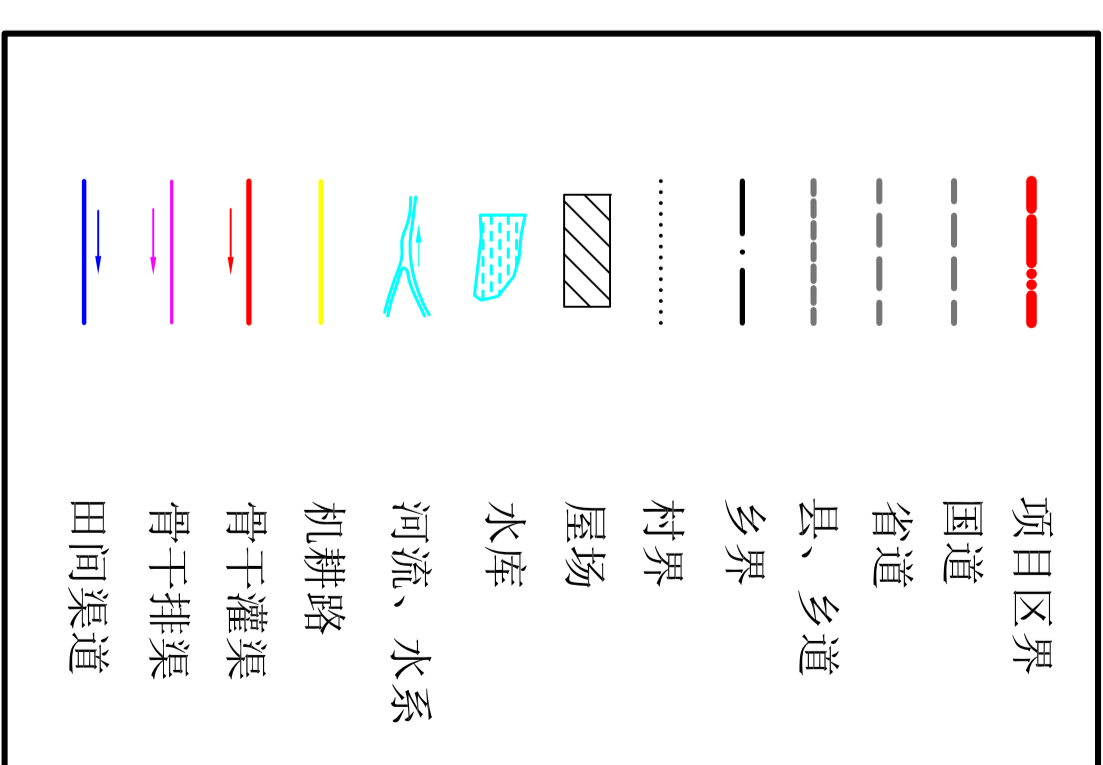 项目区界
国道
省道
县、乡道
乡界
村界
屋场
水库
河流、水系
机耕路
骨干灌渠
骨干排渠
田间渠道